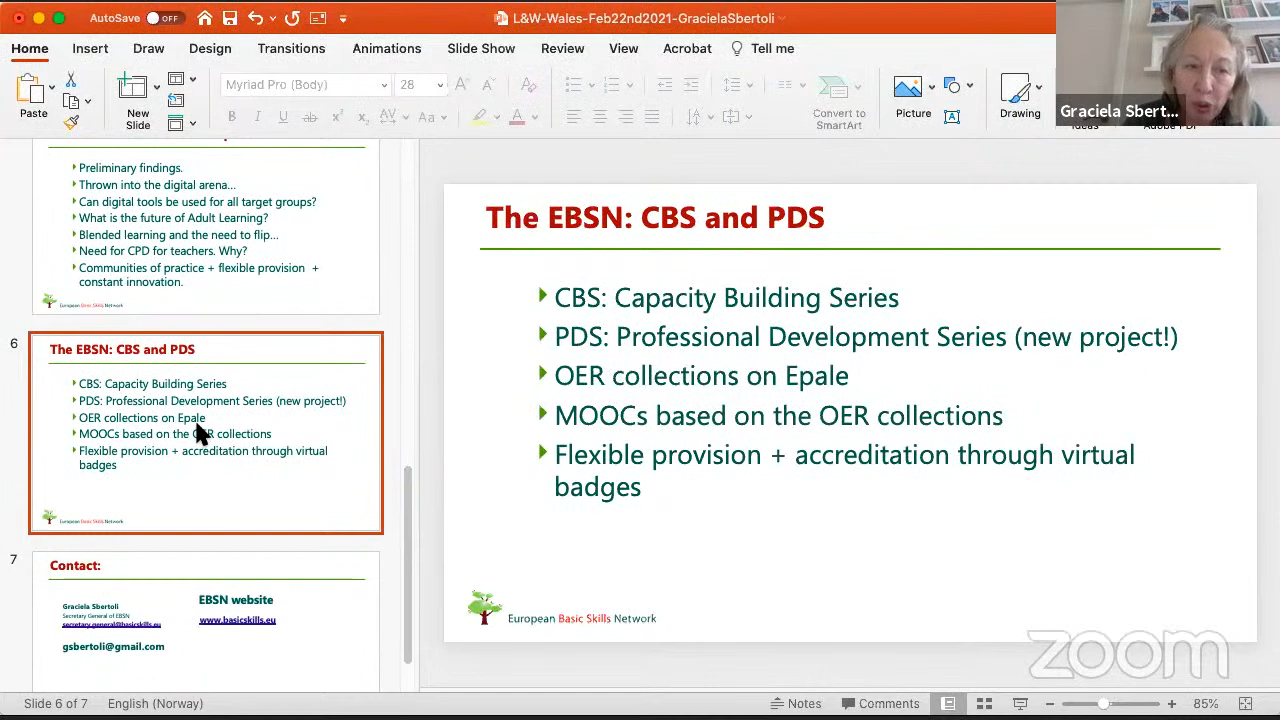 AutoSave OFF
L&W-Wales-Feb22nd2021-GracielaSbertoli
Home Insert Draw Design Transitions Animations Slide Show Review View Acrobat Tell me
Myriad Pro (Body) 28
Paste
New
Slide
Convert to
SmartArt
Picture
Drawing
Graciela Sbert...
Preliminary findings.
Thrown into the digital arena...
Can digital tools be used for all target groups?
What is the future of Adult Learning?
Blended learning and the need to flip...
Need for CPD for teachers. Why?
Communities of practice + flexible provision +
constant innovation.
European Basic Skills Network
6
The EBSN: CBS and PDS
CBS: Capacity Building Series
PDS: Professional Development Series (new project!)
OER collections on Epale
MOOCs based on the OER collections
Flexible provision + accreditation through virtual
badges
European Basic Skills Network
7
Contact:
Graciela Sbertoli
Secretary General of EBSN
secretary.general@basicskills.eu
gsbertoli@gmail.com
EBSN website
www.basicskills.eu
The EBSN: CBS and PDS
CBS: Capacity Building Series
PDS: Professional Development Series (new project!)
OER collections on Epale
MOOCs based on the OER collections
Flexible provision + accreditation through virtual
badges
European Basic Skills Network
zoom
Slide 6 of 7 English (Norway) Notes Comments 85%